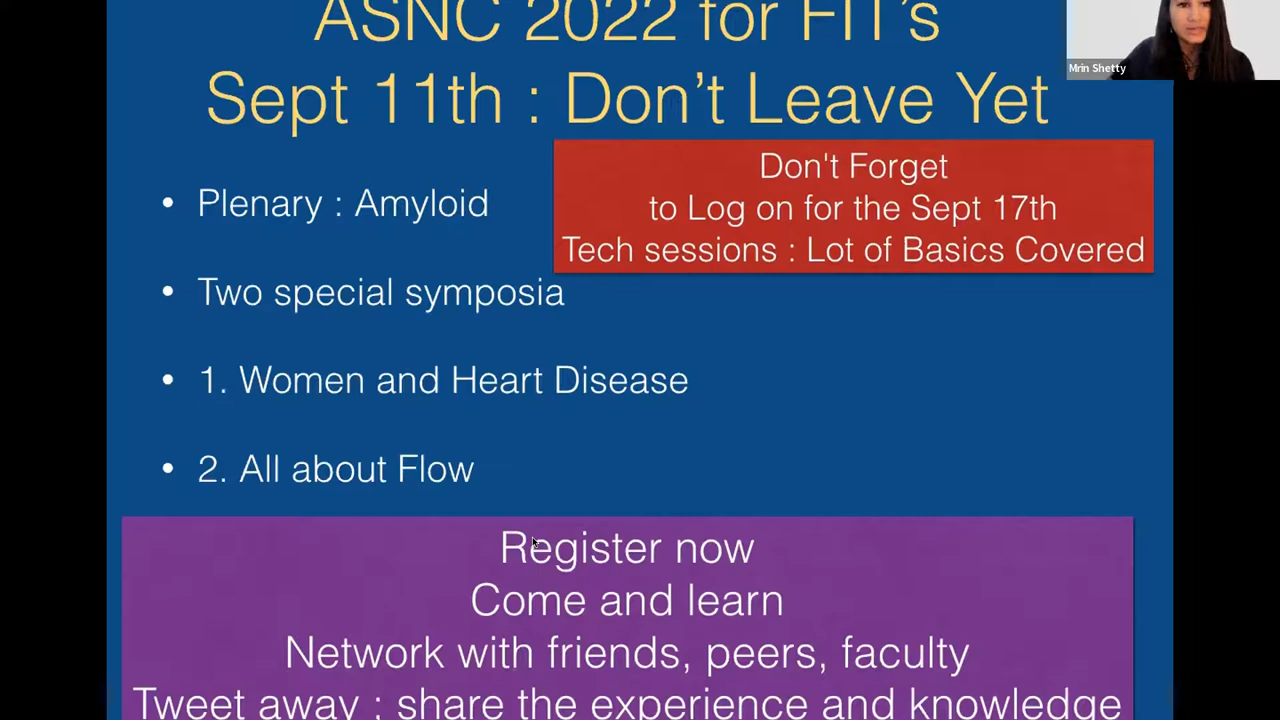 ASNC 2022 for FIT's
Sept 11th : Don't Leave Yet
Mrin Shetty
Don't Forget
to Log on for the Sept 17th
Tech sessions : Lot of Basics Covered
• Plenary : Amyloid
• Two special symposia
• 1. Women and Heart Disease
• 2. All about Flow
Register now
Come and learn
Network with friends, peers, faculty
Tweet away : share the experience and knowledge